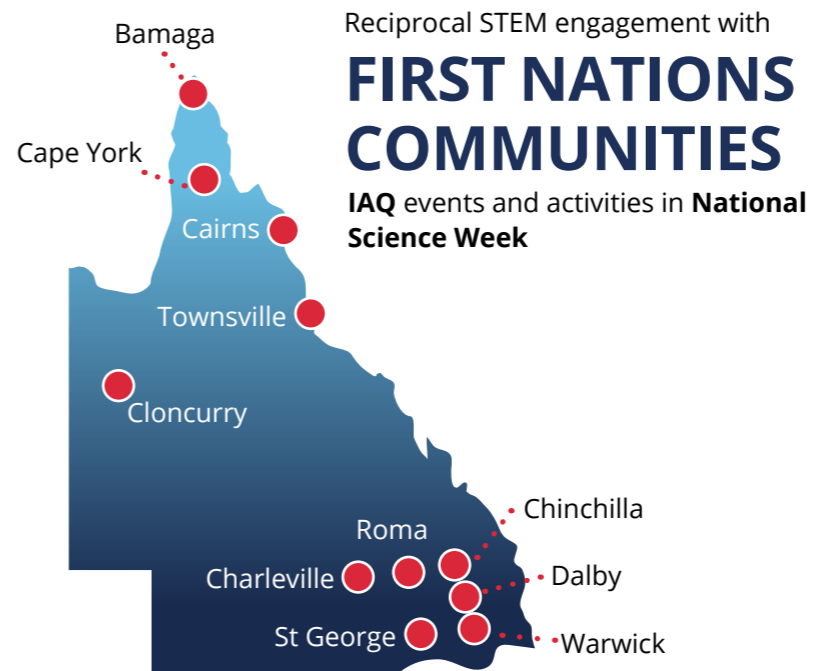 Reciprocal STEM engagement with
FIRST NATIONS
COMMUNITIES
IAQ events and activities in National
Science Week
Bamaga
Cape York
Cairns
Townsville
Cloncurry
Chinchilla
Roma
Charleville
Dalby
St George
Warwick